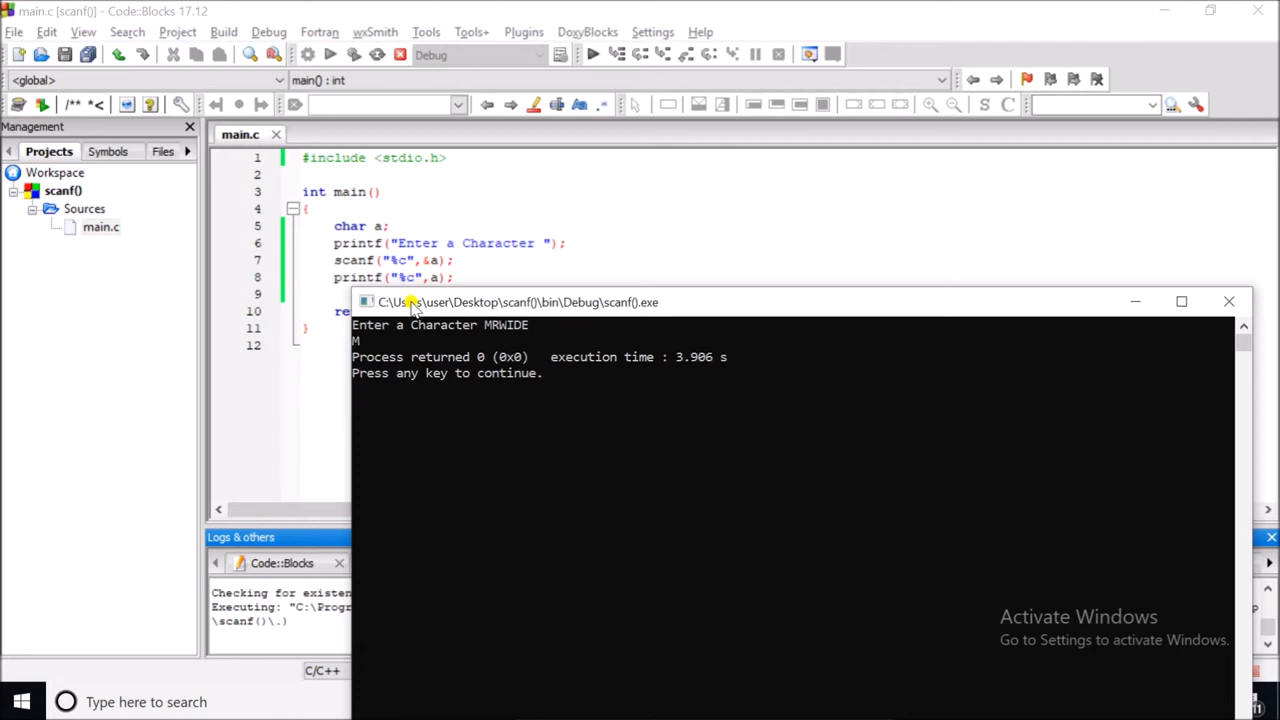 main.c [scanf()] - Code::Blocks 17.12
File Edit View Search Project Build Debug Fortran wxSmith Tools Tools+ Plugins DoxyBlocks Settings Help
Debug
<global> main() : int
/** *<
S C
Management
main.c
Projects Symbols Files
Workspace
scanf()
Sources
main.c
1 #include <stdio.h>
2
3 int main()
4 {
5 char a;
6 printf("Enter a Character ");
7 scanf("%c",&a);
8 printf("%c",a);
9
10 re
11 }
12
C:\Users\user\Desktop\scanf()\bin\Debug\scanf().exe
Enter a Character MRWIDE
M
Process returned 0 (0x0) execution time : 3.906 s
Press any key to continue.
Logs & others
Code::Blocks
Checking for existen
Executing: "C:\Progr
\scanf()\.)
C/C++
Activate Windows
Go to Settings to activate Windows.
Type here to search